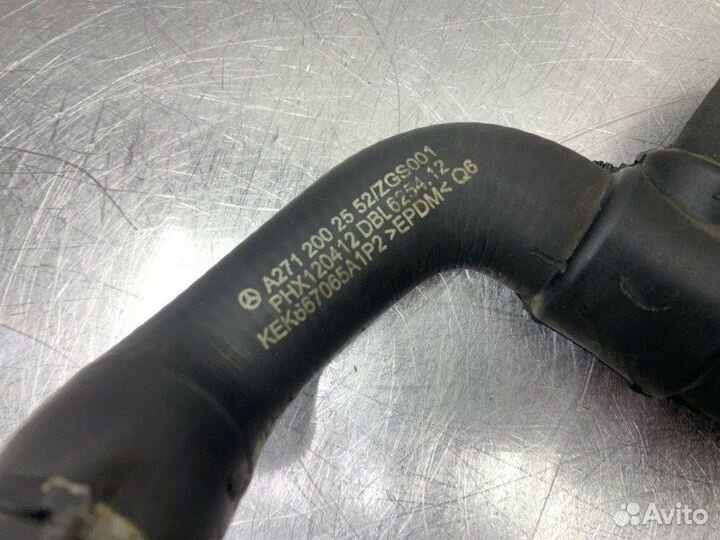 A271 200 25 52/ZGS001
PHX120412 DBL6254.12
KEK667065A1P2 >EPDM< Q6
Avito